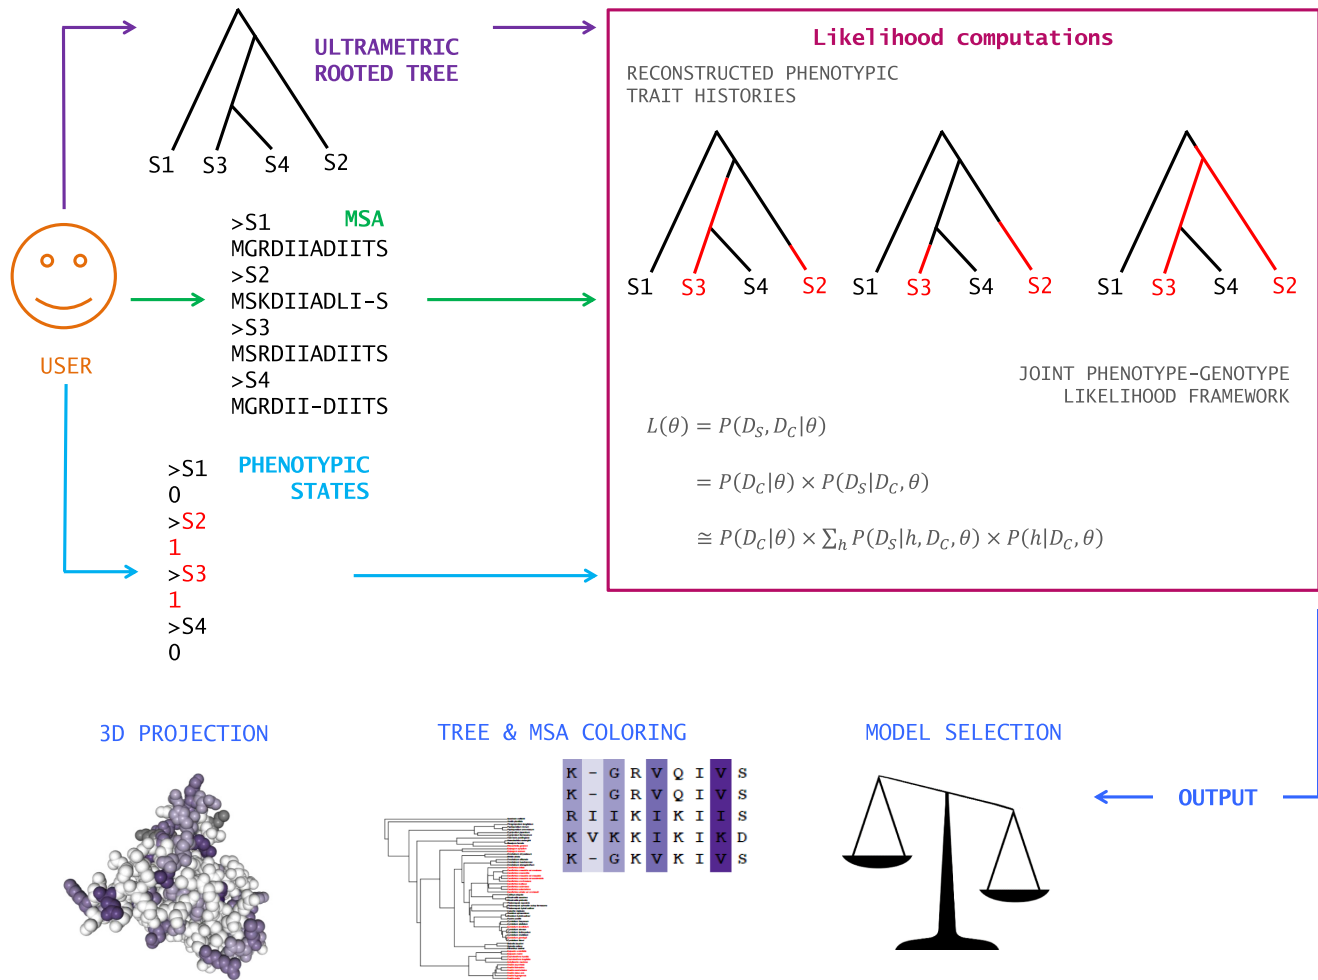 ULTRAMETRIC
ROOTED TREE
S1 S3 S4 S2
>S1
MSA
MGRDIIADIITS
>S2
MSKDIIADLI-S
>S3
MSRDIIADIITS
>S4
MGRDII-DIITS
USER
>S1
PHENOTYPIC
STATES
0
>S2
1
>S3
1
>S4
0
Likelihood computations
RECONSTRUCTED PHENOTYPIC
TRAIT HISTORIES
S1 S3 S4 S2
S1 S3 S4 S2
S1 S3 S4 S2
JOINT PHENOTYPE-GENOTYPE
LIKELIHOOD FRAMEWORK
L(θ) = P(D_S, D_C|θ)
= P(D_C|θ) × P(D_S|D_C, θ)
≅ P(D_C|θ) × ∑_h P(D_S|h, D_C, θ) × P(h|D_C, θ)
3D PROJECTION
TREE & MSA COLORING
K - G R V Q I V S
K - G R V Q I V S
R I I K I K I I S
K V K K I K I K D
K - G K V K I V S
MODEL SELECTION
OUTPUT